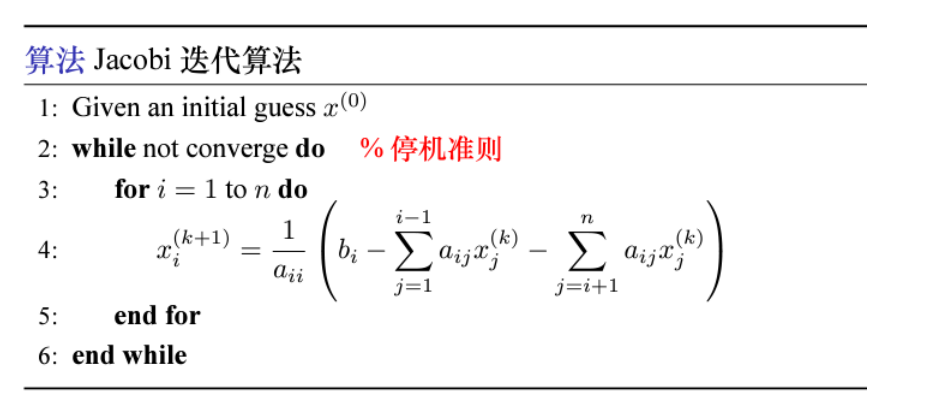 算法 Jacobi 迭代算法
1: Given an initial guess $x^{(0)}$
2: while not converge do % 停机准则
3: for $i = 1$ to $n$ do
4: $x_i^{(k+1)} = \frac{1}{a_{ii}} \left( b_i - \sum_{j=1}^{i-1} a_{ij} x_j^{(k)} - \sum_{j=i+1}^{n} a_{ij} x_j^{(k)} \right)$
5: end for
6: end while